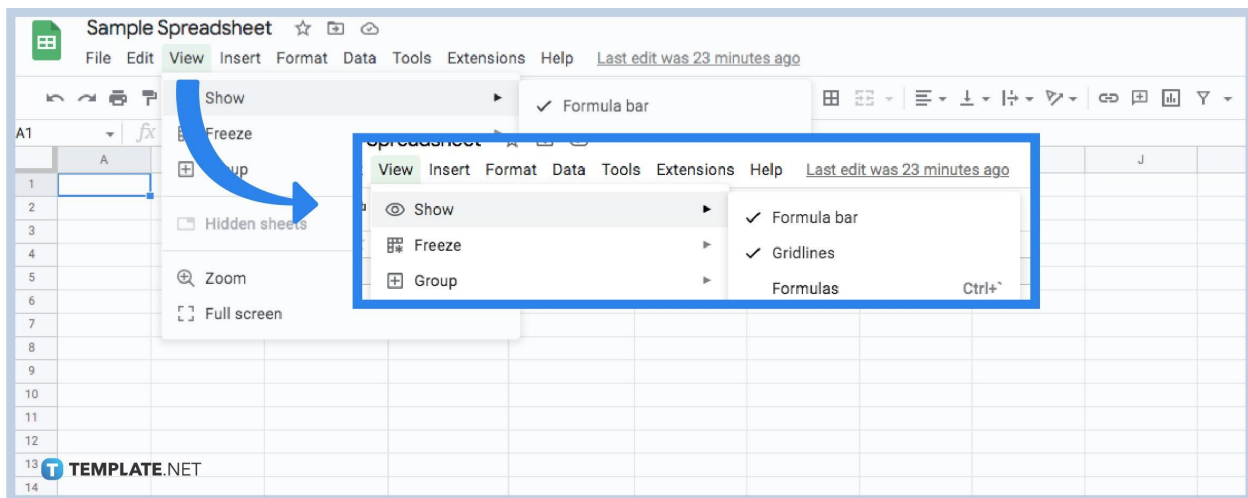 Sample Spreadsheet
File Edit View Insert Format Data Tools Extensions Help Last edit was 23 minutes ago
Show
Formula bar
A1
fx
Freeze
Spreadsheet
View Insert Format Data Tools Extensions Help Last edit was 23 minutes ago
A
J
Show
Formula bar
Freeze
Gridlines
Group
Formulas Ctrl+`
Hidden sheets
Zoom
Full screen
1
2
3
4
5
6
7
8
9
10
11
12
13
TEMPLATE.NET
14